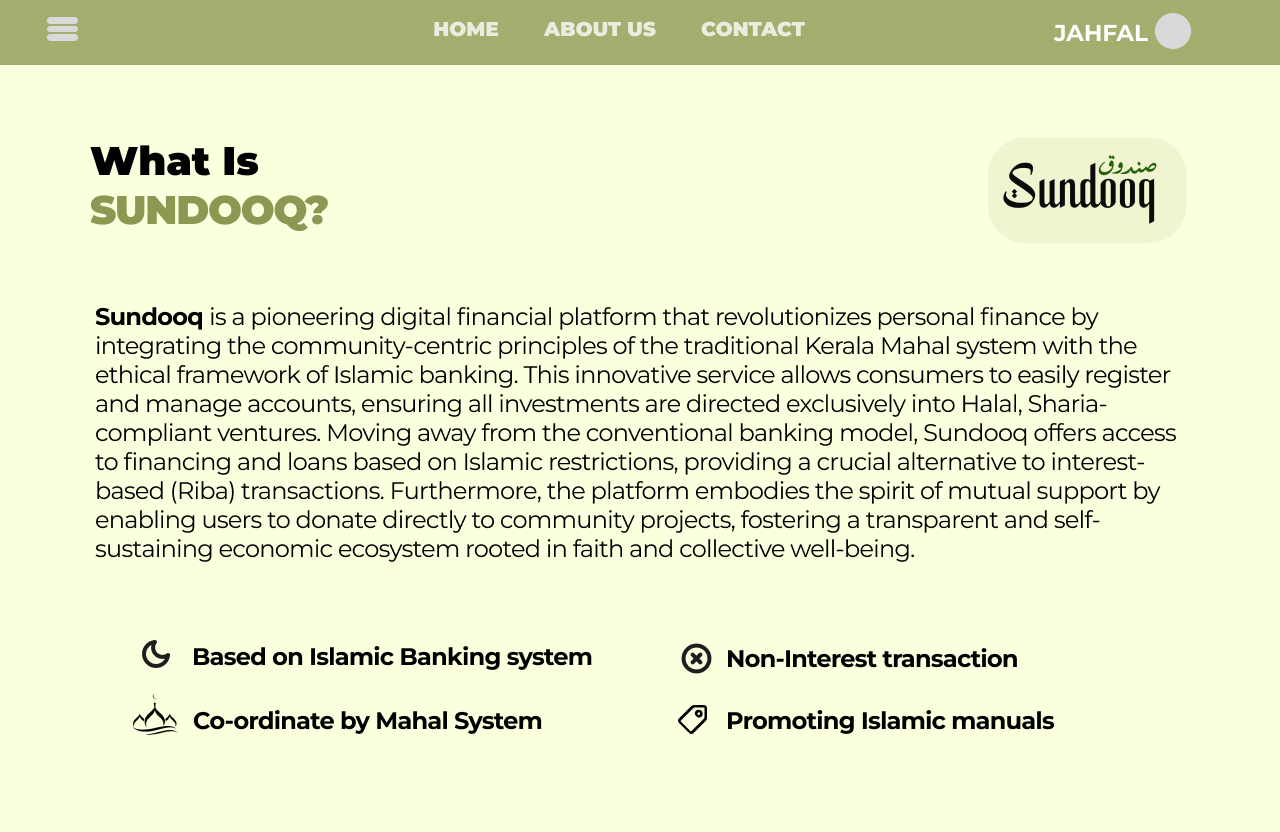 HOME ABOUT US CONTACT JAHFAL
What Is
SUNDOOQ?
صندوق
Sundooq
Sundooq is a pioneering digital financial platform that revolutionizes personal finance by
integrating the community-centric principles of the traditional Kerala Mahal system with the
ethical framework of Islamic banking. This innovative service allows consumers to easily register
and manage accounts, ensuring all investments are directed exclusively into Halal, Sharia-
compliant ventures. Moving away from the conventional banking model, Sundooq offers access
to financing and loans based on Islamic restrictions, providing a crucial alternative to interest-
based (Riba) transactions. Furthermore, the platform embodies the spirit of mutual support by
enabling users to donate directly to community projects, fostering a transparent and self-
sustaining economic ecosystem rooted in faith and collective well-being.
Based on Islamic Banking system
Non-Interest transaction
Co-ordinate by Mahal System
Promoting Islamic manuals